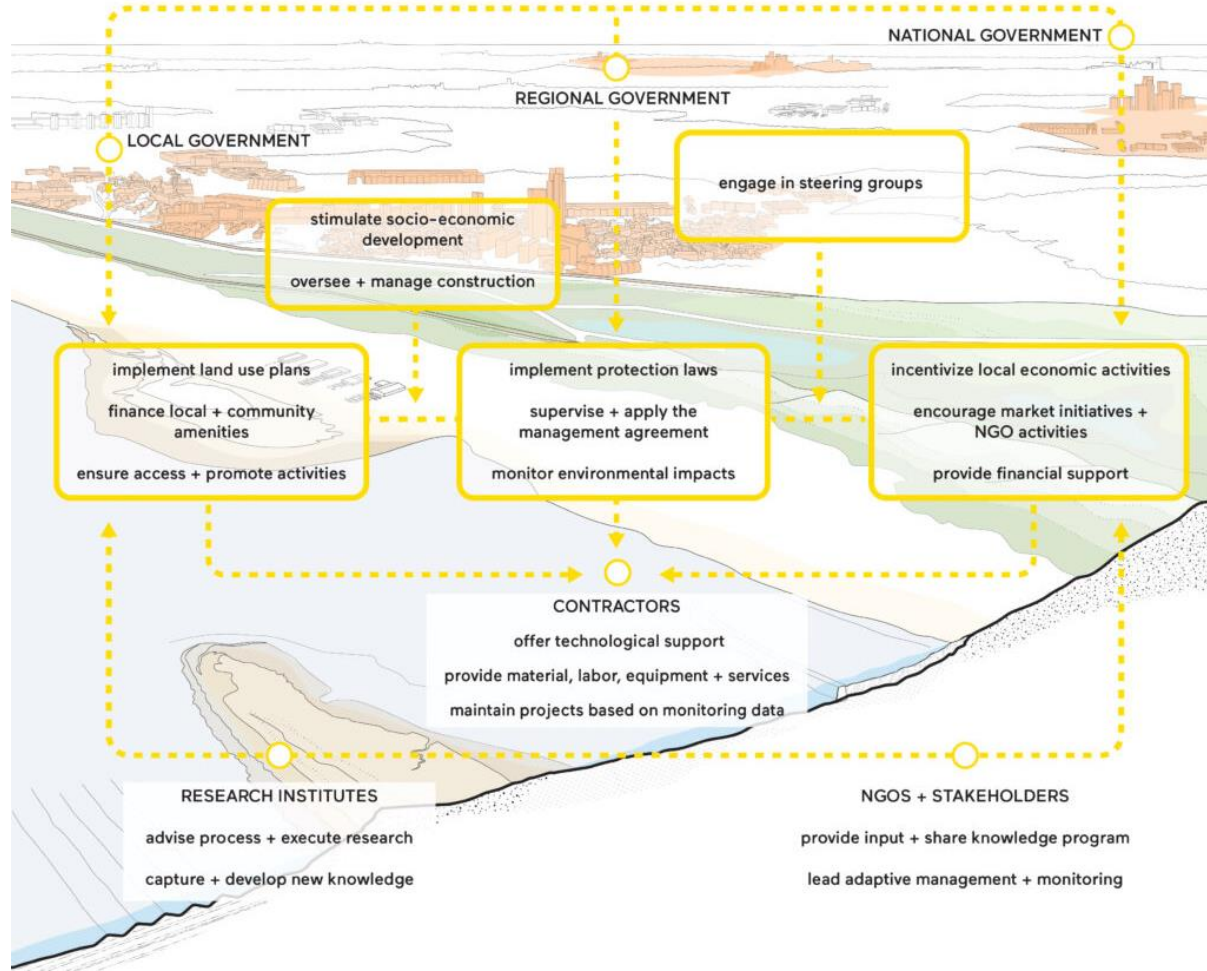 NATIONAL GOVERNMENT
REGIONAL GOVERNMENT
LOCAL GOVERNMENT
engage in steering groups
stimulate socio-economic
development
oversee + manage construction
implement land use plans
finance local + community
amenities
ensure access + promote activities
implement protection laws
supervise + apply the
management agreement
monitor environmental impacts
incentivize local economic activities
encourage market initiatives +
NGO activities
provide financial support
CONTRACTORS
offer technological support
provide material, labor, equipment + services
maintain projects based on monitoring data
RESEARCH INSTITUTES
advise process + execute research
capture + develop new knowledge
NGOS + STAKEHOLDERS
provide input + share knowledge program
lead adaptive management + monitoring